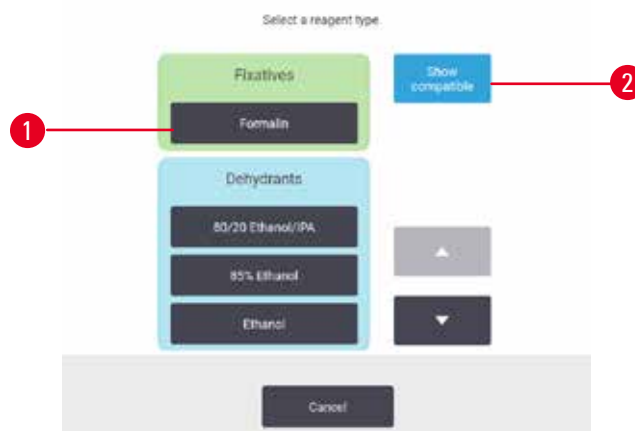 Select a reagent type
Fixatives
Show
compatible
1
2
Formalin
Dehydrants
80/20 Ethanol/IPA
85% Ethanol
Ethanol
Cancel